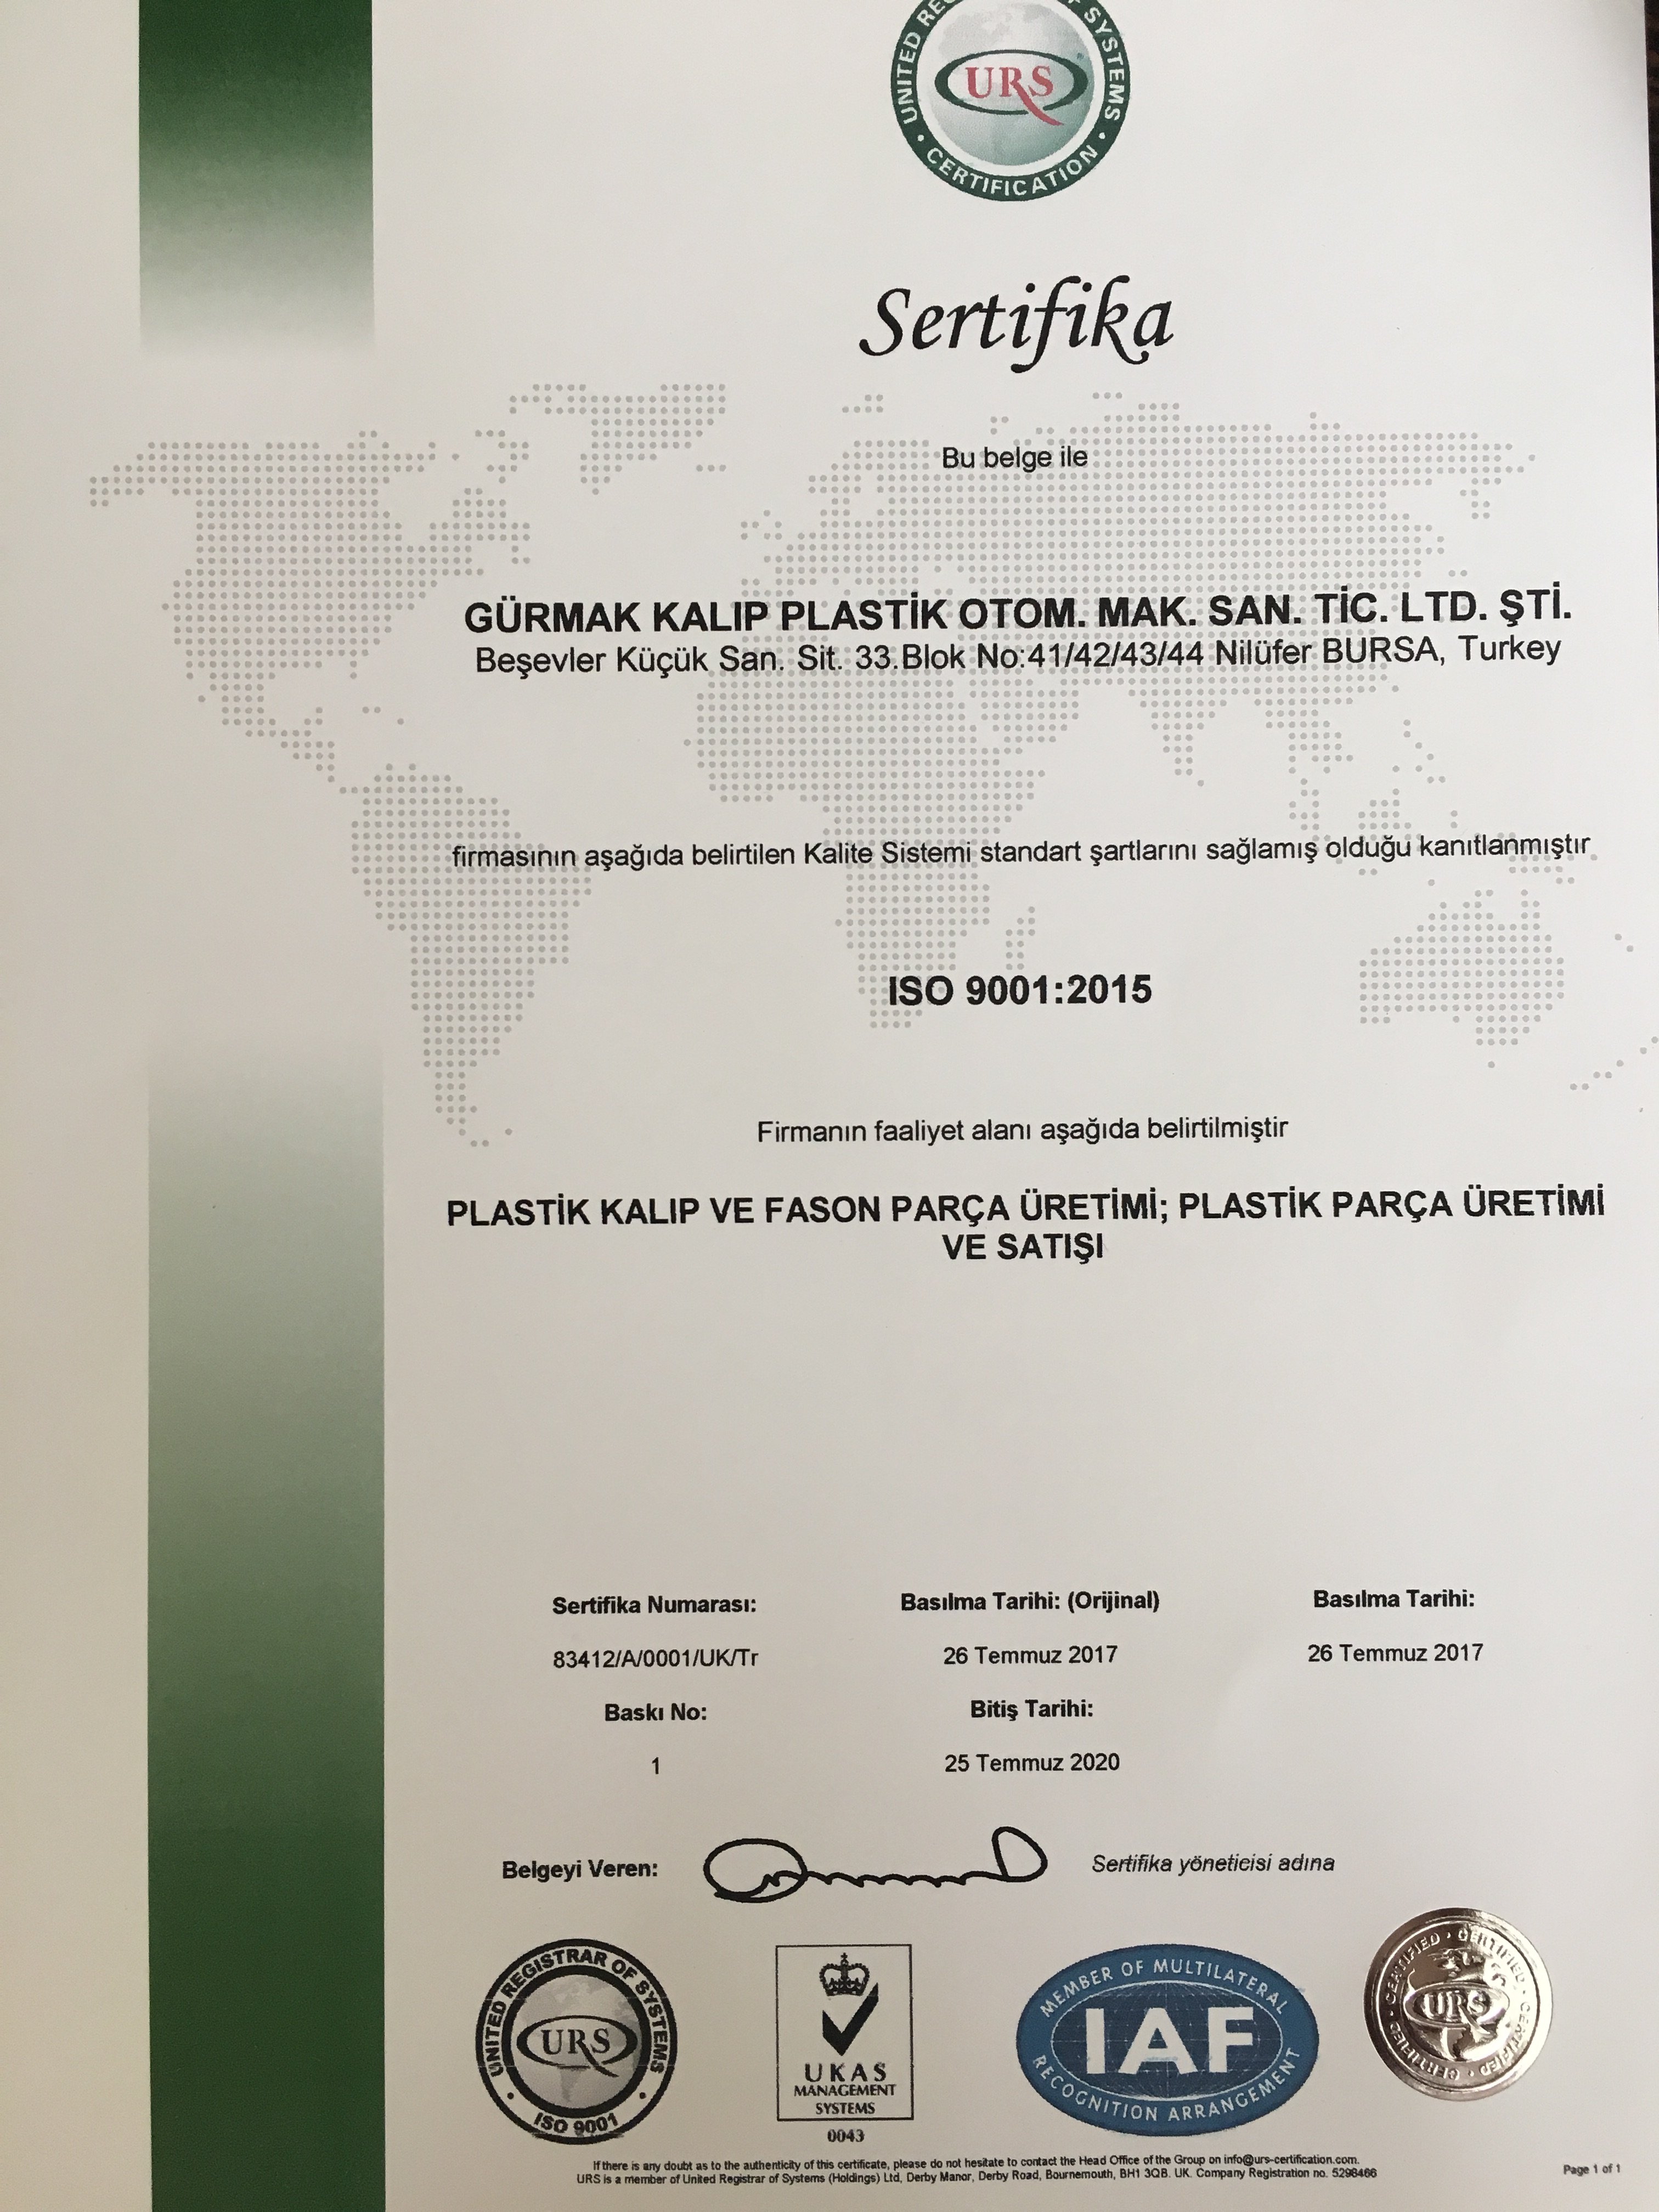 UNITED RE SYSTEMS
URS
CERTIFICATION
Sertifika
Bu belge ile
GÜRMAK KALIP PLASTİK OTOM. MAK. SAN. TİC. LTD. ŞTİ.
Beşevler Küçük San. Sit. 33.Blok No:41/42/43/44 Nilüfer BURSA, Turkey
firmasının aşağıda belirtilen Kalite Sistemi standart şartlarını sağlamış olduğu kanıtlanmıştır
ISO 9001:2015
Firmanın faaliyet alanı aşağıda belirtilmiştir
PLASTİK KALIP VE FASON PARÇA ÜRETİMİ; PLASTİK PARÇA ÜRETİMİ
VE SATIŞI
Sertifika Numarası: Basılma Tarihi: (Orijinal) Basılma Tarihi:
83412/A/0001/UK/Tr 26 Temmuz 2017 26 Temmuz 2017
Baskı No: Bitiş Tarihi:
1 25 Temmuz 2020
Belgeyi Veren: Sertifika yöneticisi adına
UNITED REGISTRAR OF SYSTEMS
URS
ISO 9001
UKAS
MANAGEMENT
SYSTEMS
0043
MEMBER OF MULTILATERAL
IAF
RECOGNITION ARRANGEMENT
CERTIFIED · CERTIFIED · CERTIFIED · CERTIFIED · CERTIFIED
URS
If there is any doubt as to the authenticity of this certificate, please do not hesitate to contact the Head Office of the Group on info@urs-certification.com.
URS is a member of United Registrar of Systems (Holdings) Ltd, Derby Manor, Derby Road, Bournemouth, BH1 3QB. UK. Company Registration no. 5298466
Page 1 of 1